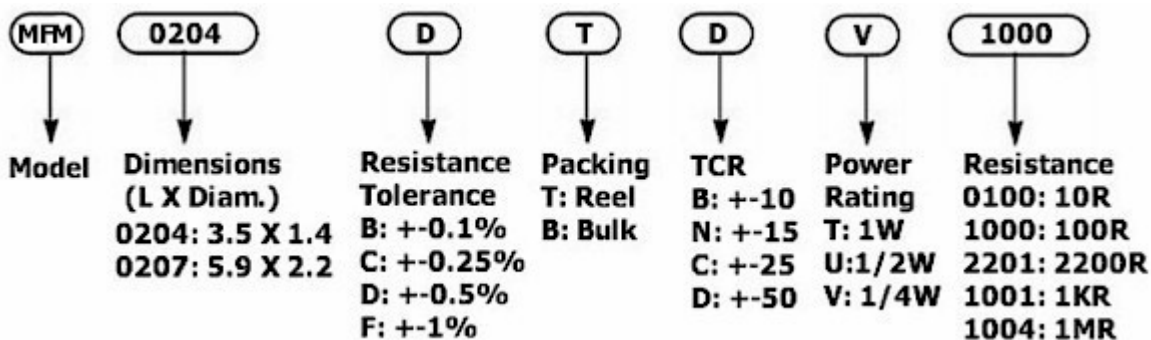 MFM 0204 D T D V 1000
Model
Dimensions
(L X Diam.)
0204: 3.5 X 1.4
0207: 5.9 X 2.2
Resistance
Tolerance
B: +-0.1%
C: +-0.25%
D: +-0.5%
F: +-1%
Packing
T: Reel
B: Bulk
TCR
B: +-10
N: +-15
C: +-25
D: +-50
Power
Rating
T: 1W
U:1/2W
V: 1/4W
Resistance
0100: 10R
1000: 100R
2201: 2200R
1001: 1KR
1004: 1MR